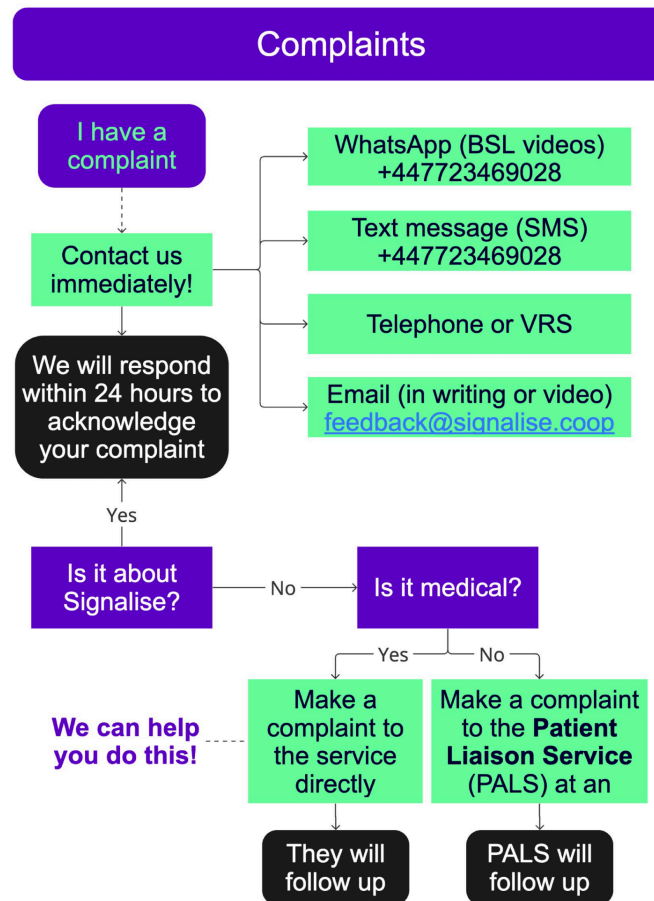 Complaints
I have a
complaint
Contact us
immediately!
We will respond
within 24 hours to
acknowledge
your complaint
WhatsApp (BSL videos)
+447723469028
Text message (SMS)
+447723469028
Telephone or VRS
Email (in writing or video)
feedback@signalise.coop
Yes
Is it about
Signalise?
No
Is it medical?
Yes
No
We can help
you do this!
Make a
complaint to
the service
directly
Make a complaint
to the Patient
Liaison Service
(PALS) at an
They will
follow up
PALS will
follow up